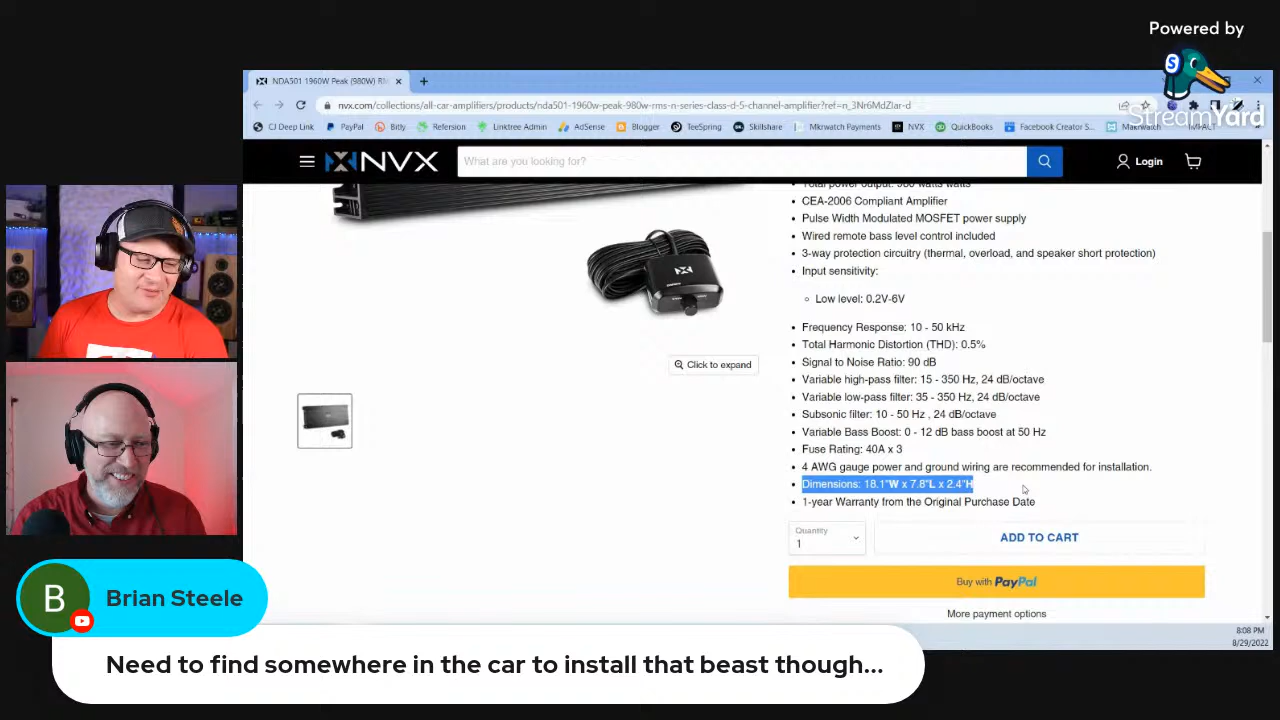 Powered by
StreamYard
NDA501 1960W Peak (980W) RM
nvx.com/collections/all-car-amplifiers/products/nda501-1960w-peak-980w-rms-n-series-class-d-5-channel-amplifier?ref=n_3Nr6MdZIar-d
CJ Deep Link PayPal Bitly Refersion Linktree Admin AdSense Blogger TeeSpring Skillshare Mkrwatch Payments NVX QuickBooks Facebook Creator S... Makrwatch IMPACT
NVX What are you looking for? Login
Total power output: 980 watts watts
CEA-2006 Compliant Amplifier
Pulse Width Modulated MOSFET power supply
Wired remote bass level control included
3-way protection circuitry (thermal, overload, and speaker short protection)
Input sensitivity:
Low level: 0.2V-6V
Frequency Response: 10 - 50 kHz
Total Harmonic Distortion (THD): 0.5%
Signal to Noise Ratio: 90 dB
Variable high-pass filter: 15 - 350 Hz, 24 dB/octave
Variable low-pass filter: 35 - 350 Hz, 24 dB/octave
Subsonic filter: 10 - 50 Hz , 24 dB/octave
Variable Bass Boost: 0 - 12 dB bass boost at 50 Hz
Fuse Rating: 40A x 3
4 AWG gauge power and ground wiring are recommended for installation.
Dimensions: 18.1"W x 7.8"L x 2.4"H
1-year Warranty from the Original Purchase Date
Click to expand
Quantity
1
ADD TO CART
Buy with PayPal
More payment options
8:08 PM
8/29/2022
B Brian Steele
Need to find somewhere in the car to install that beast though...